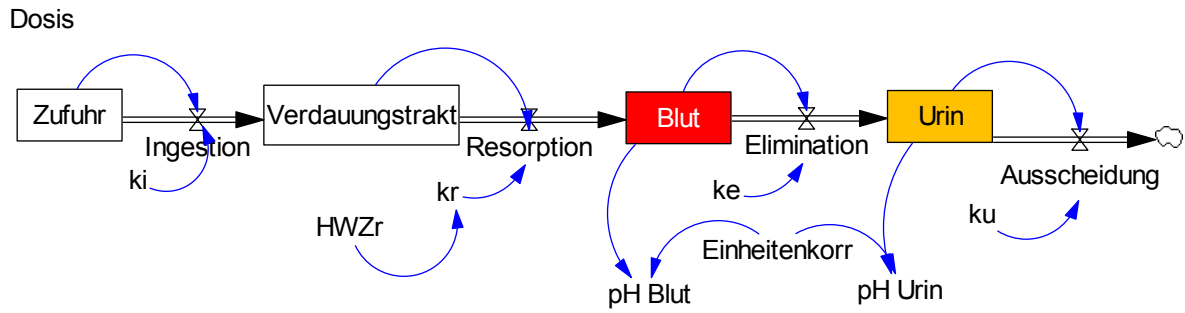 Dosis
Zufuhr
Verdauungstrakt
Blut
Urin
Ingestion
Resorption
Elimination
Ausscheidung
ki
kr
ke
ku
HWZr
Einheitenkorr
pH Blut
pH Urin